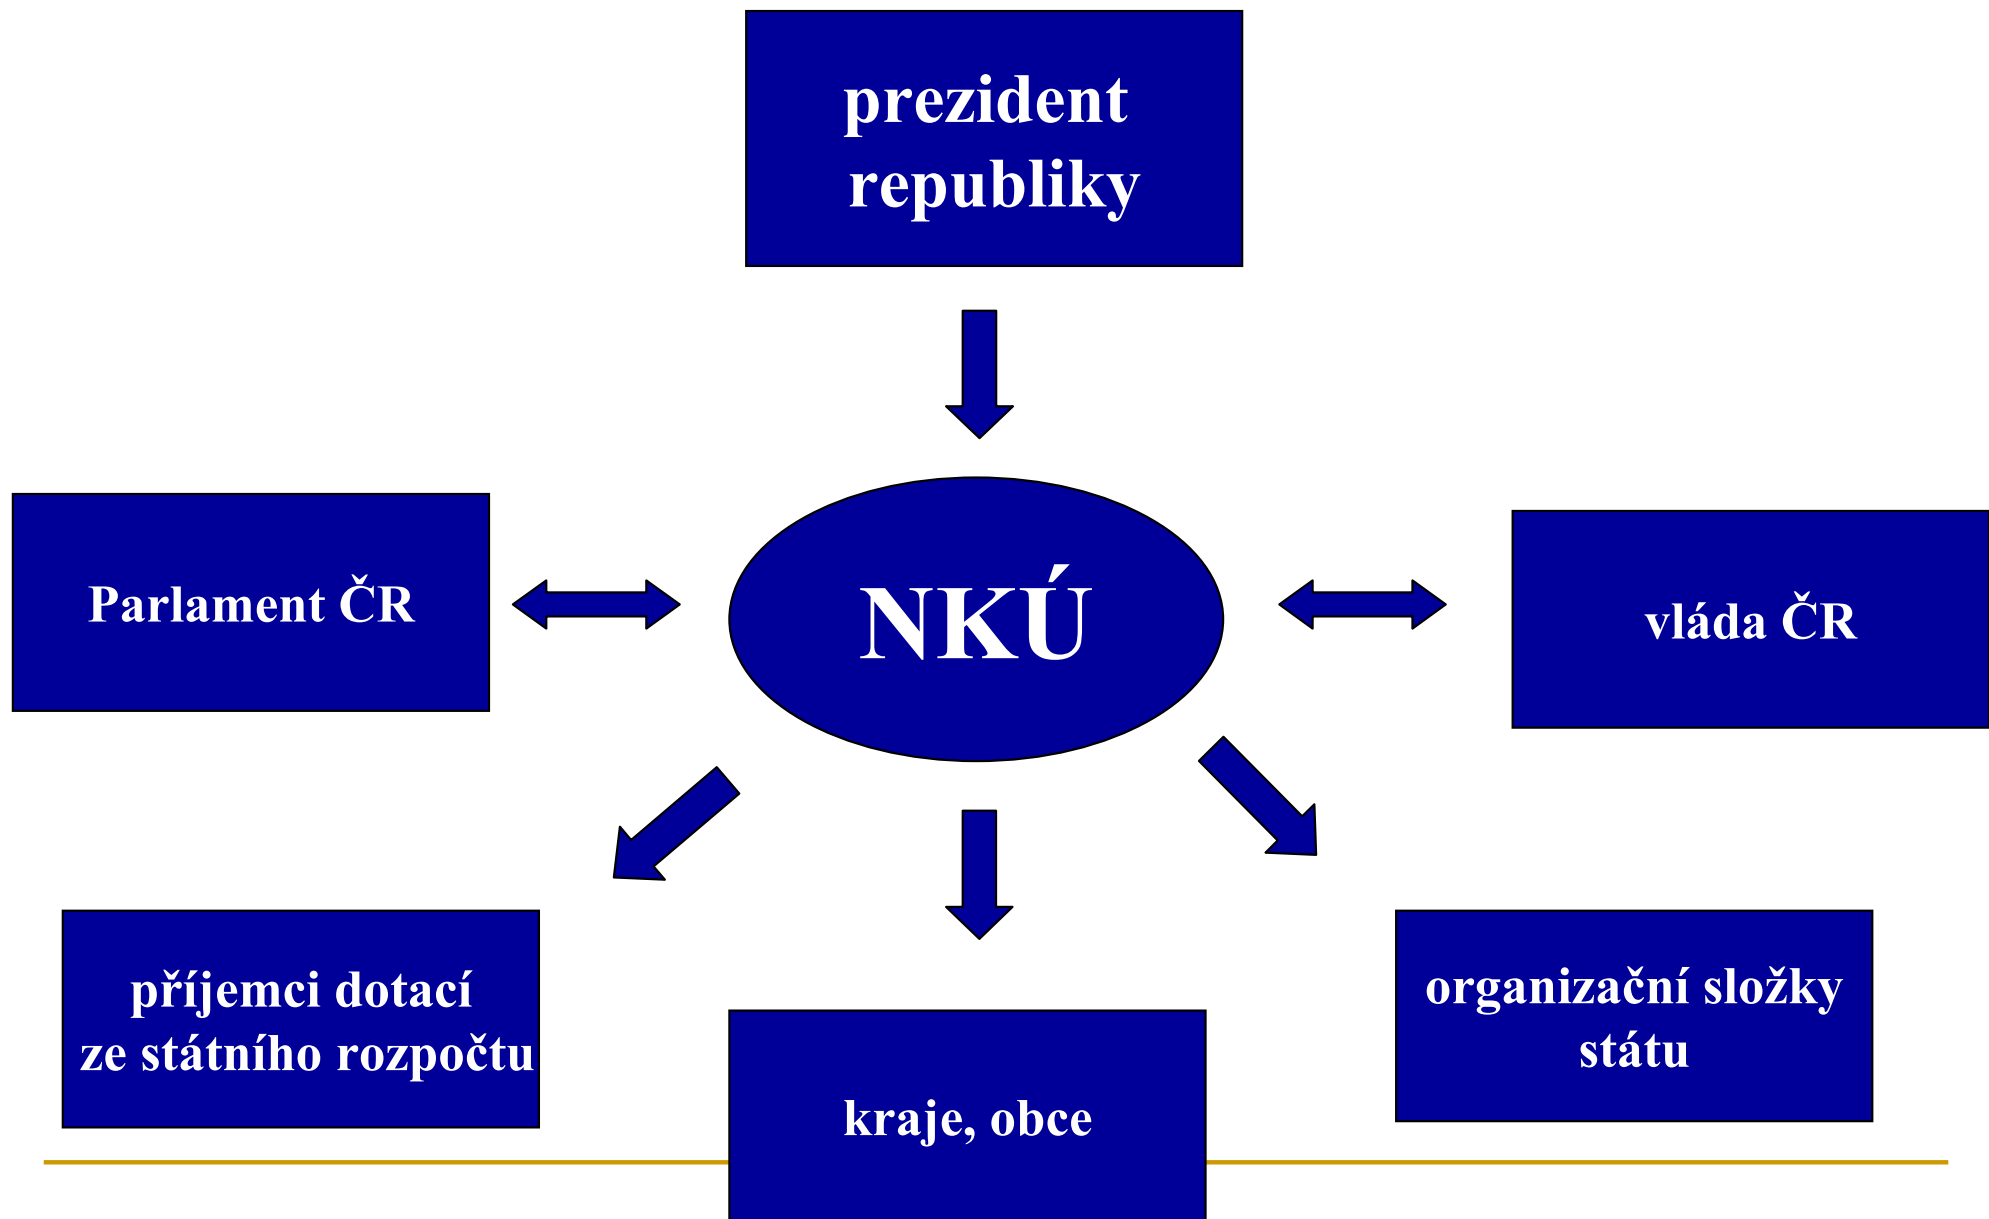 prezident
republiky
Parlament ČR
NKÚ
vláda ČR
příjemci dotací
ze státního rozpočtu
kraje, obce
organizační složky
státu